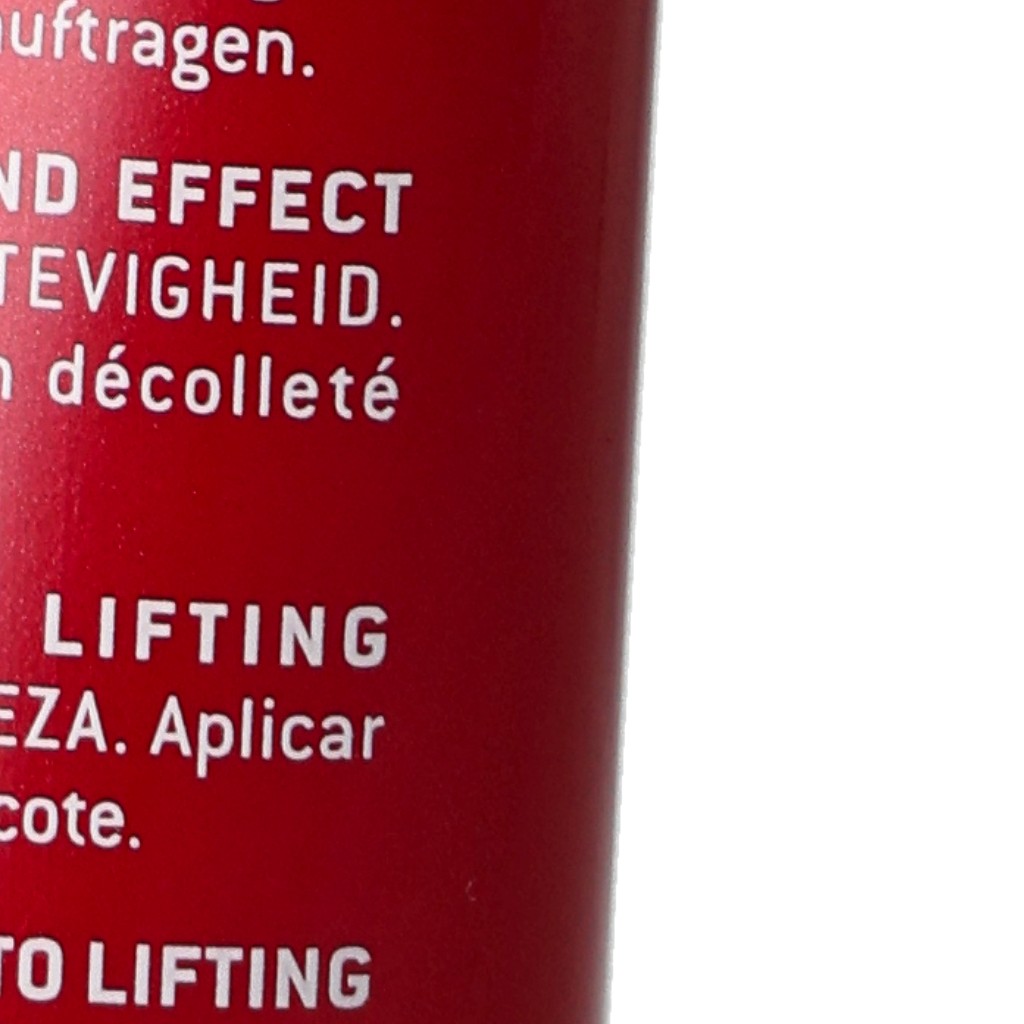 uftragen.
ND EFFECT
TEVIGHEID.
n décolleté
LIFTING
EZA. Aplicar
cote.
TO LIFTING